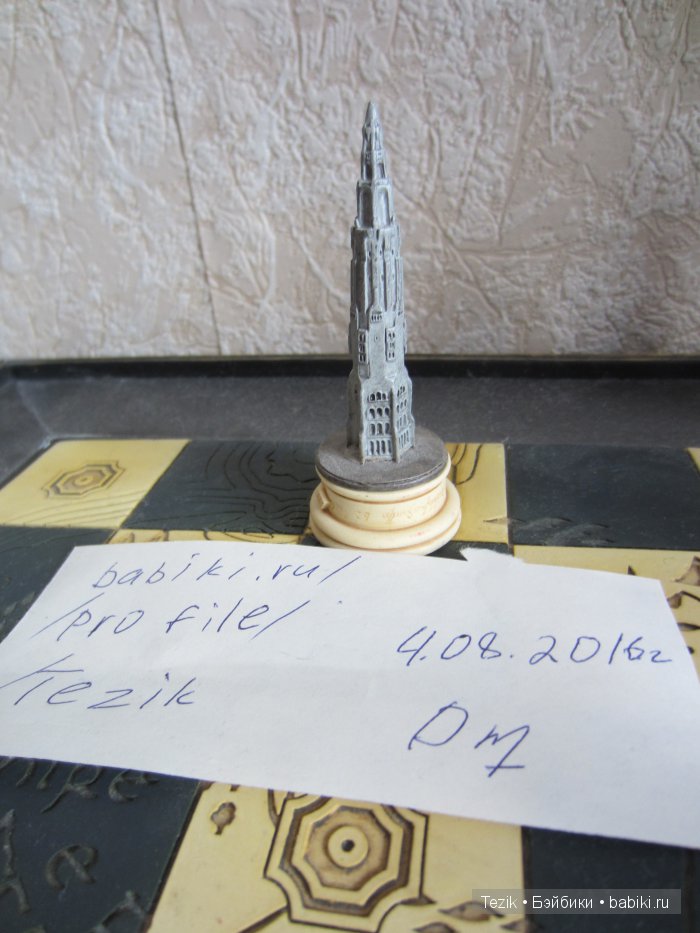 babiki.ru/
/profile/
/Tezik
4.08.2016г
Tezik • Бэйбики • babiki.ru